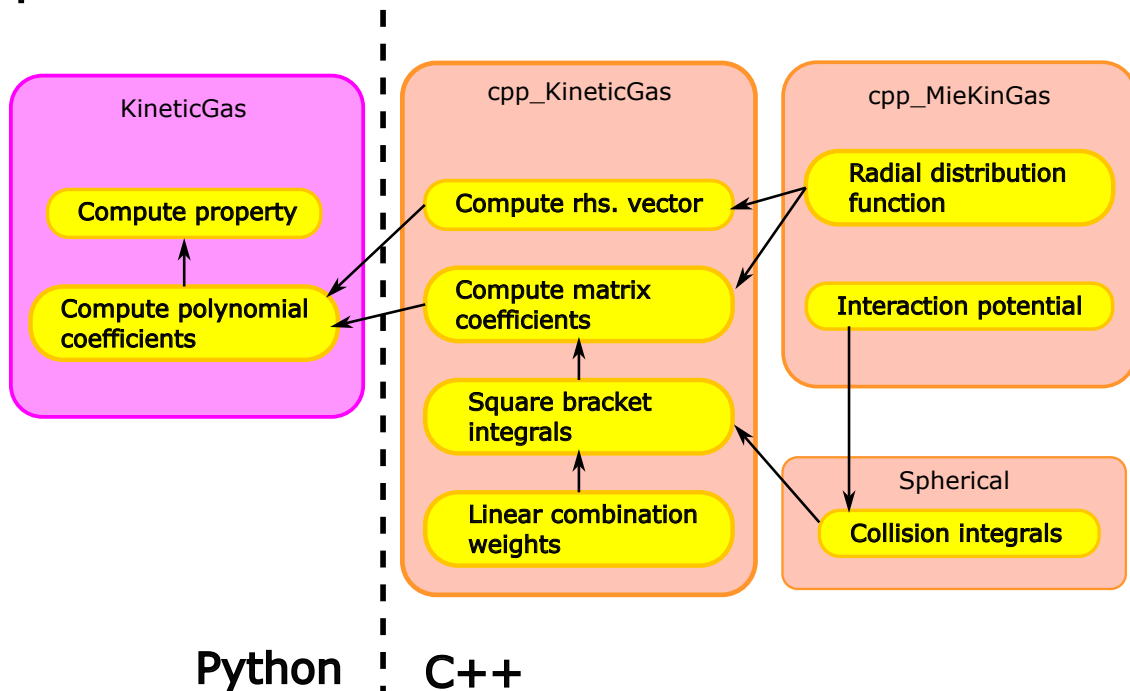 KineticGas
Compute property
Compute polynomial
coefficients
cpp_KineticGas
Compute rhs. vector
Compute matrix
coefficients
Square bracket
integrals
Linear combination
weights
cpp_MieKinGas
Radial distribution
function
Interaction potential
Spherical
Collision integrals
Python
C++